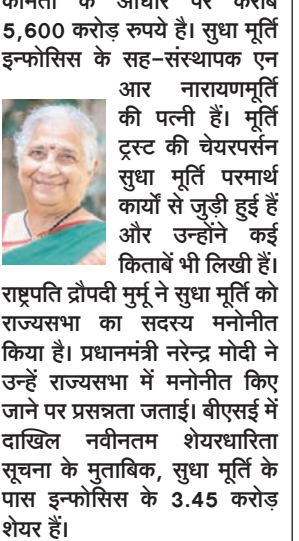 कीमतों के आधार पर करीब
5,600 करोड़ रुपये है। सुधा मूर्ति
इन्फोसिस के सह-संस्थापक एन
आर नारायणमूर्ति
की पत्नी हैं। मूर्ति
ट्रस्ट की चेयरपर्सन
सुधा मूर्ति परमार्थ
कार्यों से जुड़ी हुई हैं
और उन्होंने कई
किताबें भी लिखी हैं।
राष्ट्रपति द्रौपदी मुर्मू ने सुधा मूर्ति को
राज्यसभा का सदस्य मनोनीत
किया है। प्रधानमंत्री नरेन्द्र मोदी ने
उन्हें राज्यसभा में मनोनीत किए
जाने पर प्रसन्नता जताई। बीएसई में
दाखिल नवीनतम शेयरधारिता
सूचना के मुताबिक, सुधा मूर्ति के
पास इन्फोसिस के 3.45 करोड़
शेयर हैं।